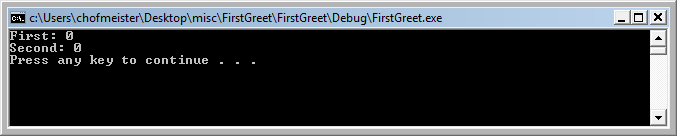 c:\Users\chofmeister\Desktop\misc\FirstGreet\FirstGreet\Debug\FirstGreet.exe
First: 0
Second: 0
Press any key to continue . . .